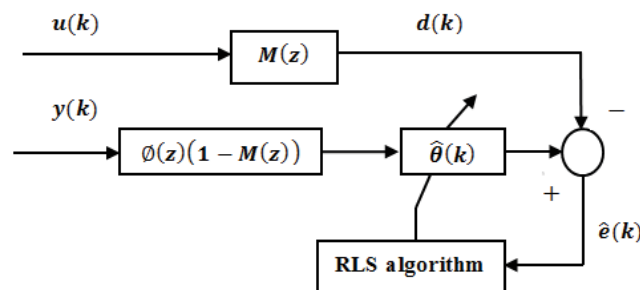 u(k)
d(k)
M(z)
−
y(k)
∅(z)(1 − M(z))
θ̂(k)
+
ê(k)
RLS algorithm